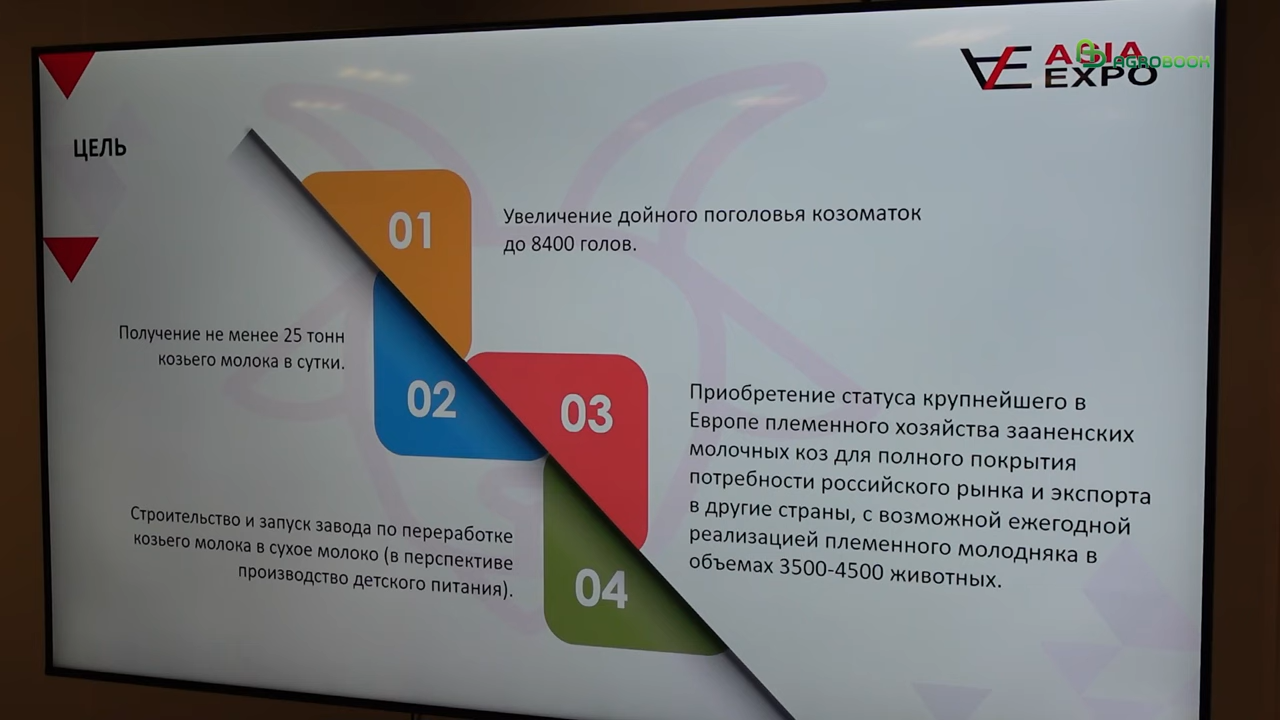 ASIA
EXPO
AGROBOOK
ЦЕЛЬ
01
Увеличение дойного поголовья козоматок
до 8400 голов.
Получение не менее 25 тонн
козьего молока в сутки.
02
03
Приобретение статуса крупнейшего в
Европе племенного хозяйства зааненских
молочных коз для полного покрытия
потребности российского рынка и экспорта
в другие страны, с возможной ежегодной
реализацией племенного молодняка в
объемах 3500-4500 животных.
Строительство и запуск завода по переработке
козьего молока в сухое молоко (в перспективе
производство детского питания).
04